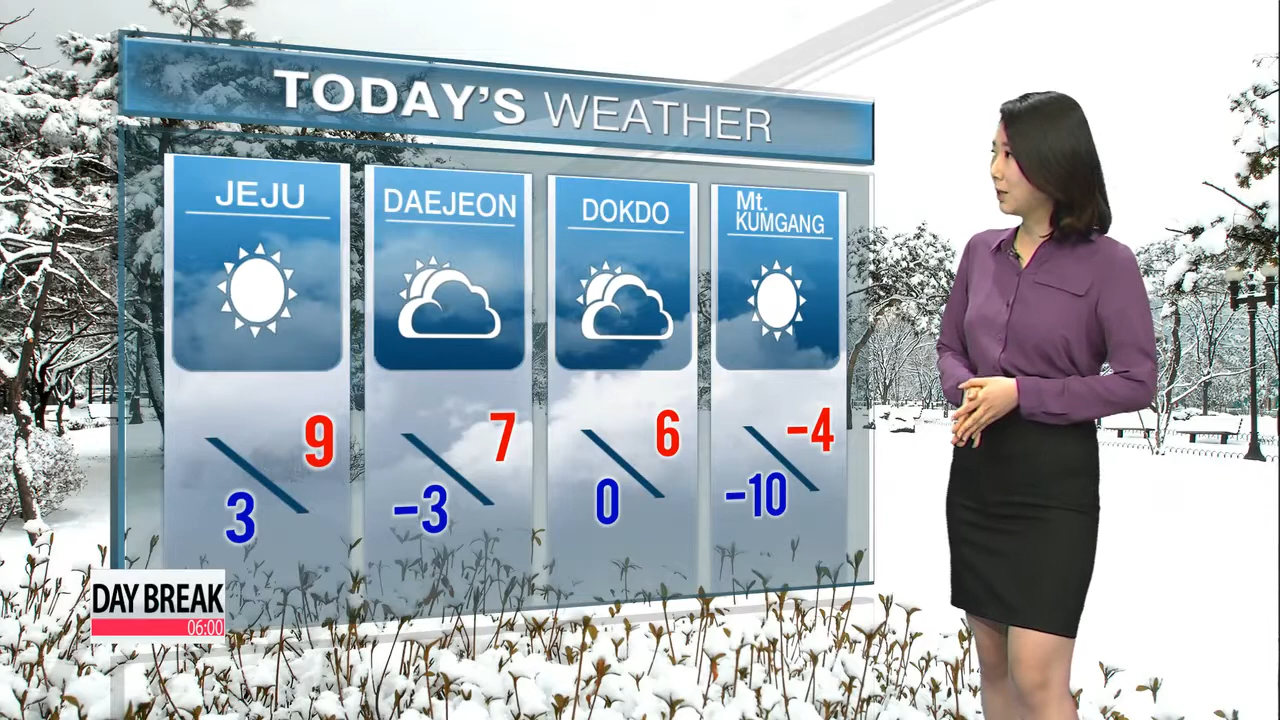 TODAY'S WEATHER
JEJU
9
3
DAEJEON
7
-3
DOKDO
6
0
Mt.
KUMGANG
-4
-10
DAY BREAK
06:00